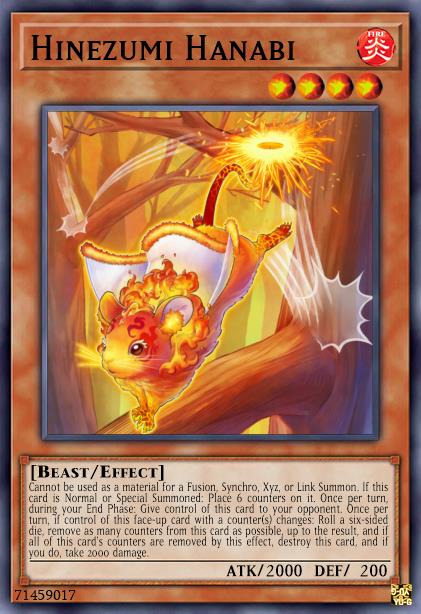 Hinezumi Hanabi
FIRE
炎
[Beast/Effect]
Cannot be used as a material for a Fusion, Synchro, Xyz, or Link Summon. If this
card is Normal or Special Summoned: Place 6 counters on it. Once per turn,
during your End Phase: Give control of this card to your opponent. Once per
turn, if control of this face-up card with a counter(s) changes: Roll a six-sided
die, remove as many counters from this card as possible, up to the result, and if
all of this card's counters are removed by this effect, destroy this card, and if
you do, take 2000 damage.
ATK/2000 DEF/ 200
71459017